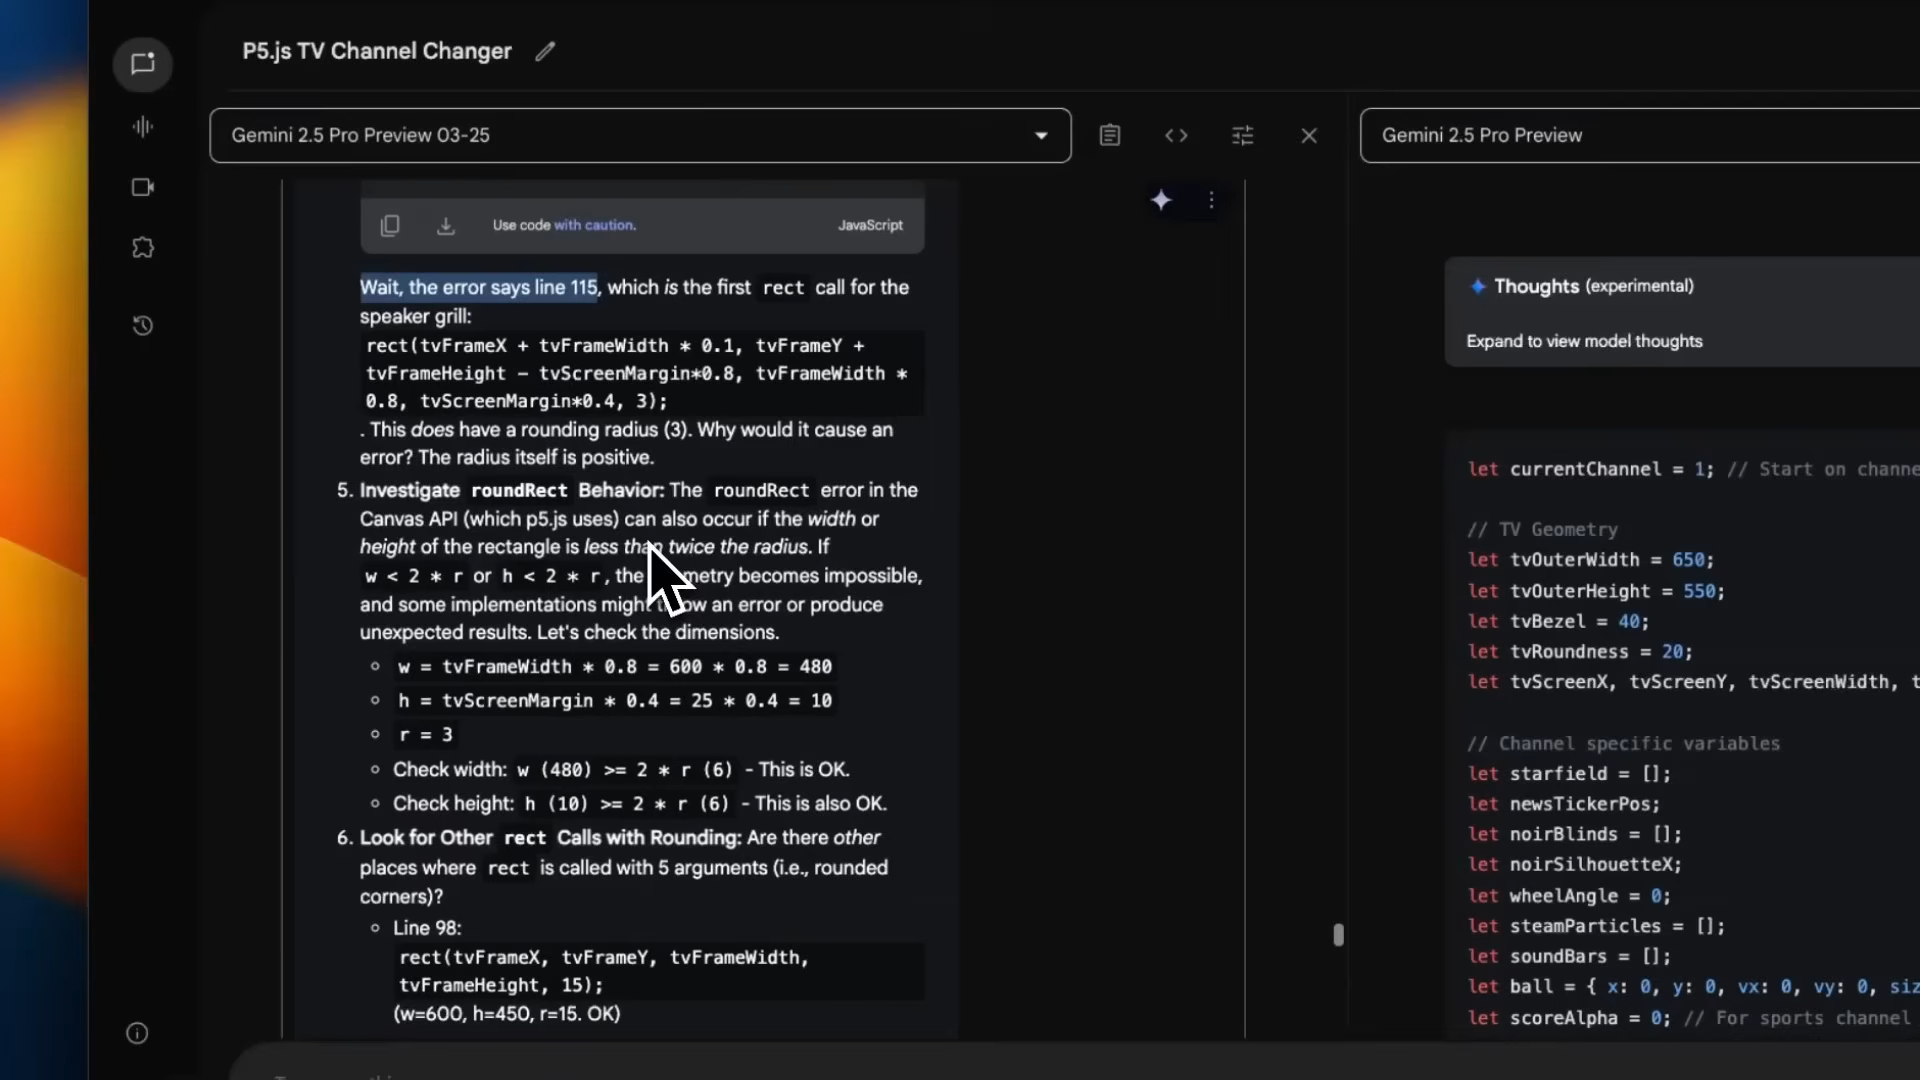 P5.js TV Channel Changer
Gemini 2.5 Pro Preview 03-25
Use code with caution.
JavaScript
Wait, the error says line 115, which is the first rect call for the
speaker grill:
rect(tvFrameX + tvFrameWidth * 0.1, tvFrameY +
tvFrameHeight - tvScreenMargin*0.8, tvFrameWidth *
0.8, tvScreenMargin*0.4, 3);
. This does have a rounding radius (3). Why would it cause an
error? The radius itself is positive.
5. Investigate roundRect Behavior: The roundRect error in the
Canvas API (which p5.js uses) can also occur if the width or
height of the rectangle is less than twice the radius. If
w < 2 * r or h < 2 * r, the metry becomes impossible,
and some implementations might ow an error or produce
unexpected results. Let's check the dimensions.
w = tvFrameWidth * 0.8 = 600 * 0.8 = 480
h = tvScreenMargin * 0.4 = 25 * 0.4 = 10
r = 3
Check width: w (480) >= 2 * r (6) - This is OK.
Check height: h (10) >= 2 * r (6) - This is also OK.
6. Look for Other rect Calls with Rounding: Are there other
places where rect is called with 5 arguments (i.e., rounded
corners)?
Line 98:
rect(tvFrameX, tvFrameY, tvFrameWidth,
tvFrameHeight, 15);
(w=600, h=450, r=15. OK)
Gemini 2.5 Pro Preview
Thoughts (experimental)
Expand to view model thoughts
let currentChannel = 1; // Start on channe
// TV Geometry
let tvOuterWidth = 650;
let tvOuterHeight = 550;
let tvBezel = 40;
let tvRoundness = 20;
let tvScreenX, tvScreenY, tvScreenWidth, t
// Channel specific variables
let starfield = [];
let newsTickerPos;
let noirBlinds = [];
let noirSilhouetteX;
let wheelAngle = 0;
let steamParticles = [];
let soundBars = [];
let ball = { x: 0, y: 0, vx: 0, vy: 0, siz
let scoreAlpha = 0; // For sports channel